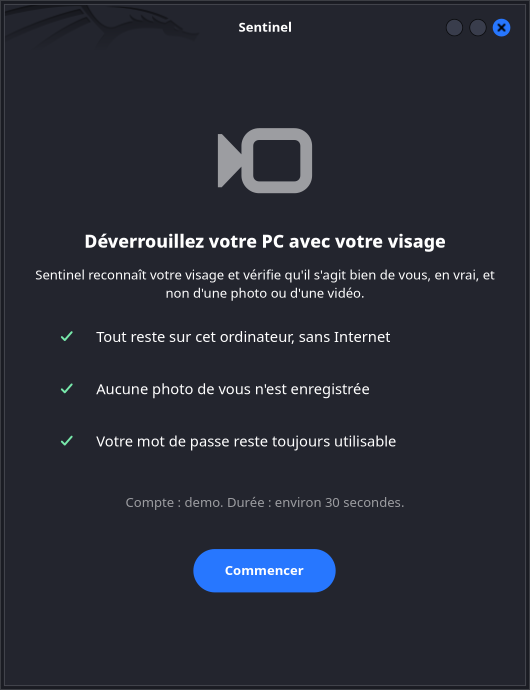 Sentinel
Déverrouillez votre PC avec votre visage
Sentinel reconnaît votre visage et vérifie qu'il s'agit bien de vous, en vrai, et
non d'une photo ou d'une vidéo.
Tout reste sur cet ordinateur, sans Internet
Aucune photo de vous n'est enregistrée
Votre mot de passe reste toujours utilisable
Compte : demo. Durée : environ 30 secondes.
Commencer